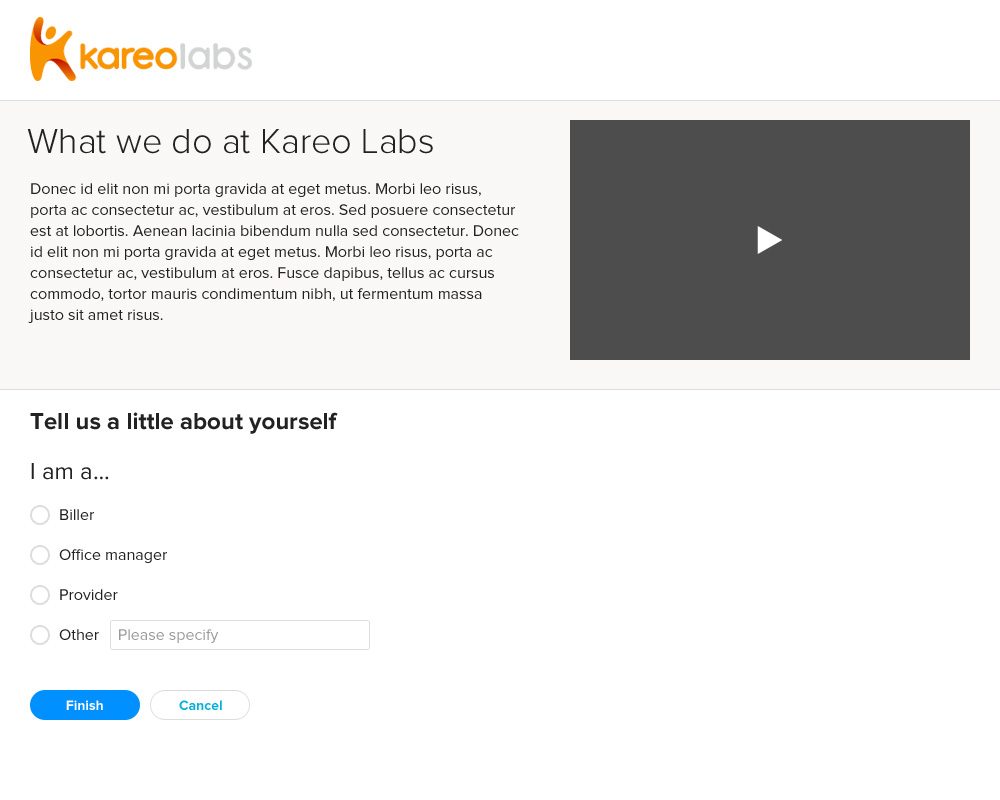 kareolabs
What we do at Kareo Labs
Donec id elit non mi porta gravida at eget metus. Morbi leo risus,
porta ac consectetur ac, vestibulum at eros. Sed posuere consectetur
est at lobortis. Aenean lacinia bibendum nulla sed consectetur. Donec
id elit non mi porta gravida at eget metus. Morbi leo risus, porta ac
consectetur ac, vestibulum at eros. Fusce dapibus, tellus ac cursus
commodo, tortor mauris condimentum nibh, ut fermentum massa
justo sit amet risus.
Tell us a little about yourself
I am a...
Biller
Office manager
Provider
Other Please specify
Finish Cancel